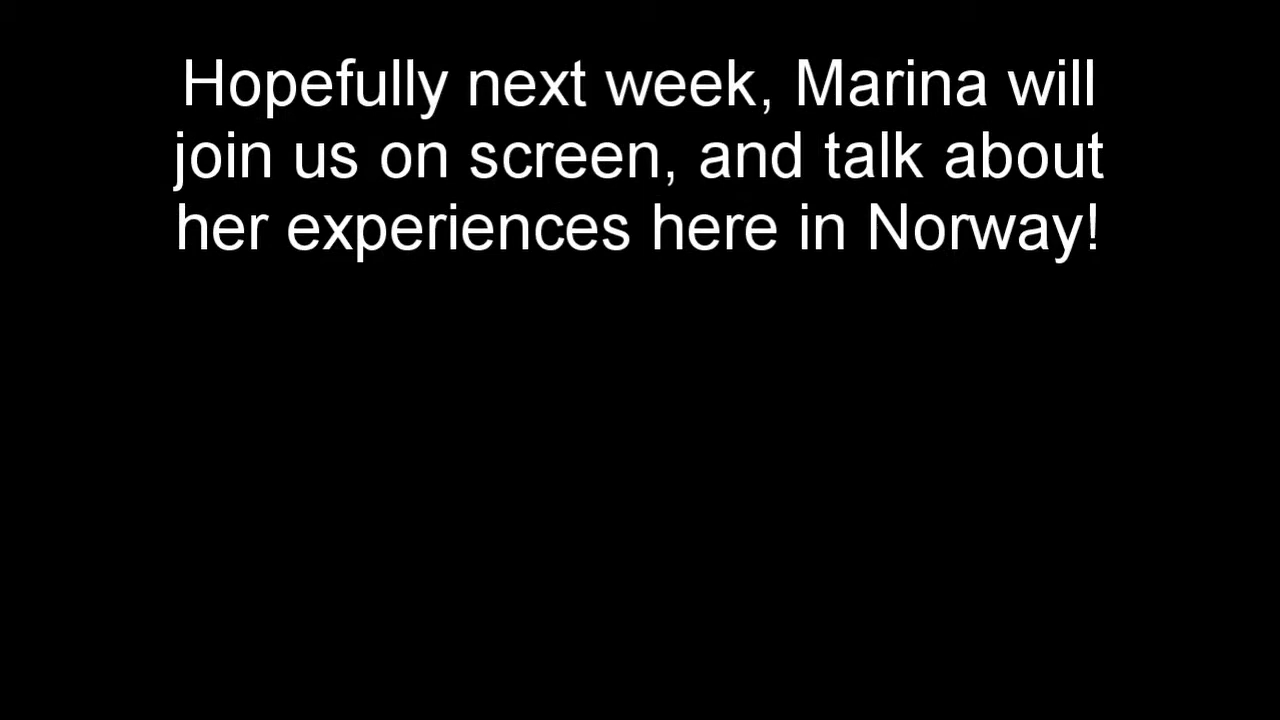 Hopefully next week, Marina will
join us on screen, and talk about
her experiences here in Norway!